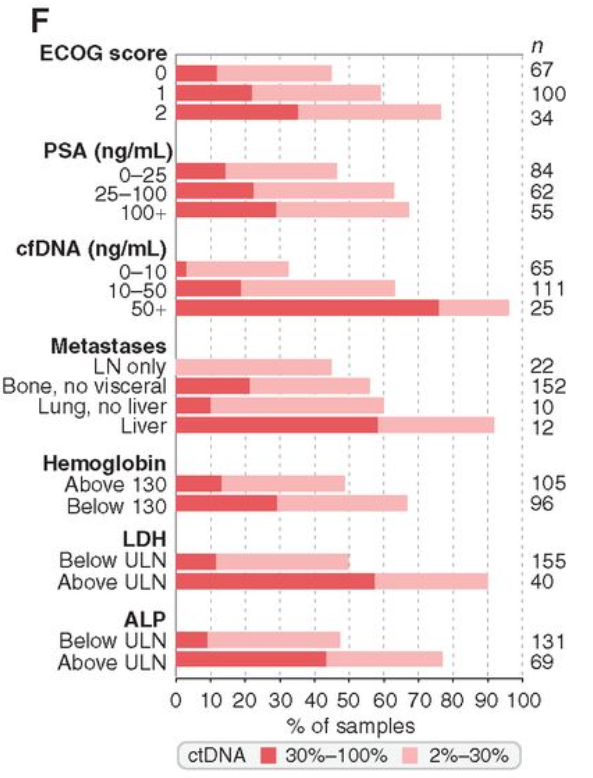 F
n
ECOG score
0 67
1 100
2 34
PSA (ng/mL)
0–25 84
25–100 62
100+ 55
cfDNA (ng/mL)
0–10 65
10–50 111
50+ 25
Metastases
LN only 22
Bone, no visceral 152
Lung, no liver 10
Liver 12
Hemoglobin
Above 130 105
Below 130 96
LDH
Below ULN 155
Above ULN 40
ALP
Below ULN 131
Above ULN 69
0 10 20 30 40 50 60 70 80 90 100
% of samples
ctDNA 30%–100% 2%–30%